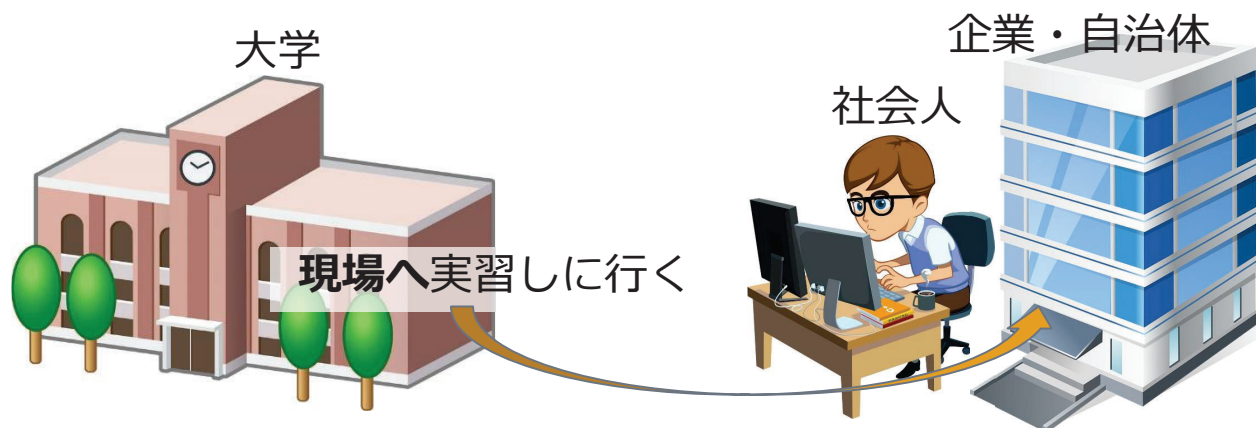 大学
企業・自治体
社会人
現場へ実習しに行く